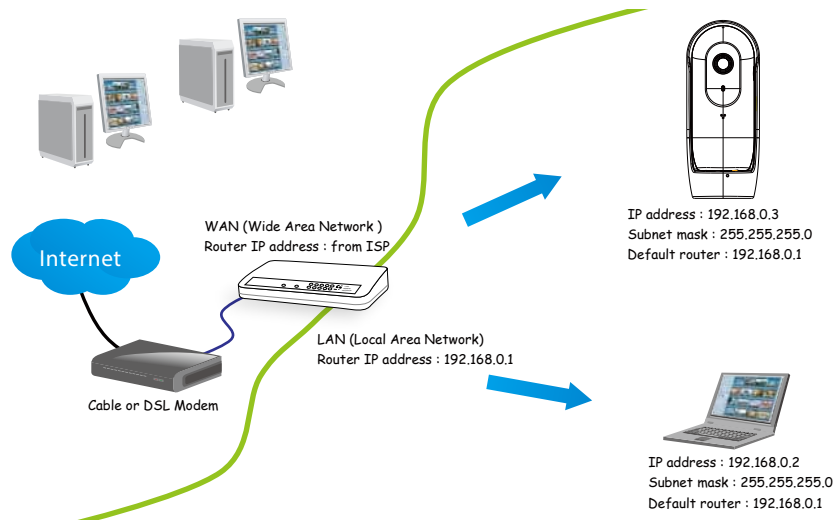 WAN (Wide Area Network )
Router IP address : from ISP
Internet
LAN (Local Area Network)
Router IP address : 192.168.0.1
Cable or DSL Modem
IP address : 192.168.0.3
Subnet mask : 255.255.255.0
Default router : 192.168.0.1
IP address : 192.168.0.2
Subnet mask : 255.255.255.0
Default router : 192.168.0.1